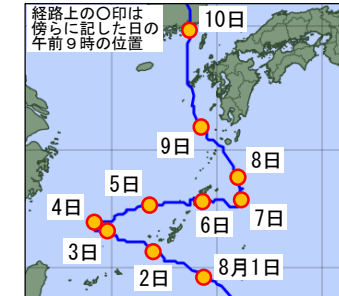 経路上の〇印は
傍らに記した日の
午前９時の位置
10日
9日
8日
5日
4日
6日
7日
3日
2日
8月1日